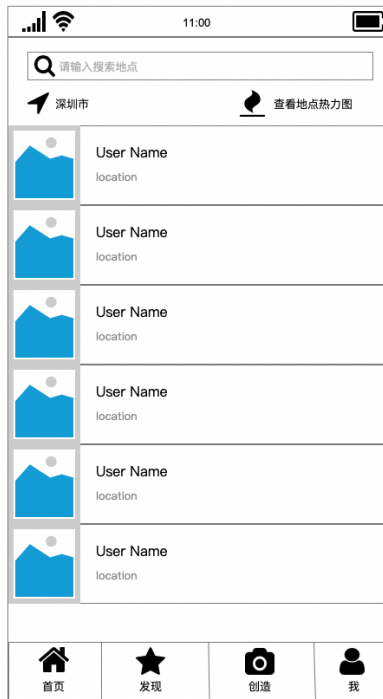 11:00
请输入搜索地点
深圳市 查看地点热力图
User Name
location
User Name
location
User Name
location
User Name
location
User Name
location
User Name
location
首页 发现 创造 我